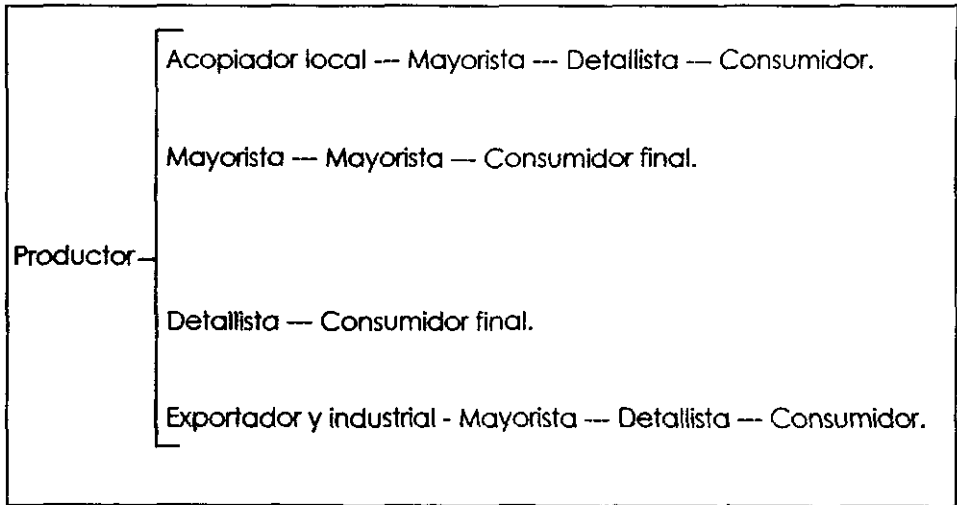 Acopiador local --- Mayorista --- Detallista --- Consumidor.
Mayorista --- Mayorista --- Consumidor final.
Productor
Detallista --- Consumidor final.
Exportador y industrial - Mayorista --- Detallista --- Consumidor.